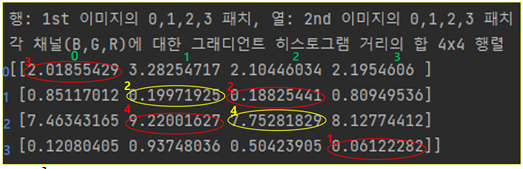 행: 1st 이미지의 0,1,2,3 패치, 열: 2nd 이미지의 0,1,2,3 패치
각 채널(B,G,R)에 대한 그래디언트 히스토그램 거리의 합 4x4 행렬
0 1 2 3
0 [[2.01855429 3.28254717 2.10446034 2.1954606 ] 3
1 [0.85117012 0.19971925 0.18825441 0.80949536] 2 2
2 [7.46343165 9.22001627 7.75281829 8.12774412] 4 4
3 [0.12080405 0.93748036 0.50423905 0.06122282]] 1